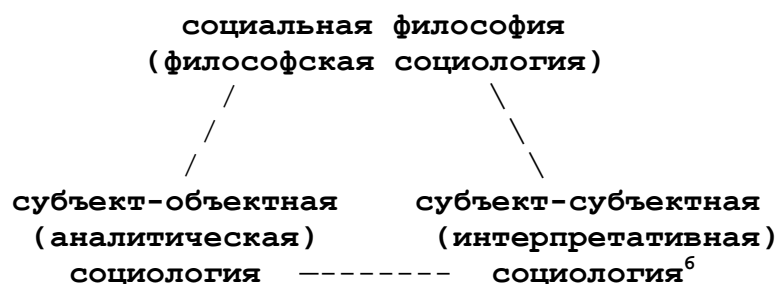 социальная философия
(философская социология)
субъект-объектная субъект-субъектная
(аналитическая) (интерпретативная)
социология –-------- социология⁶